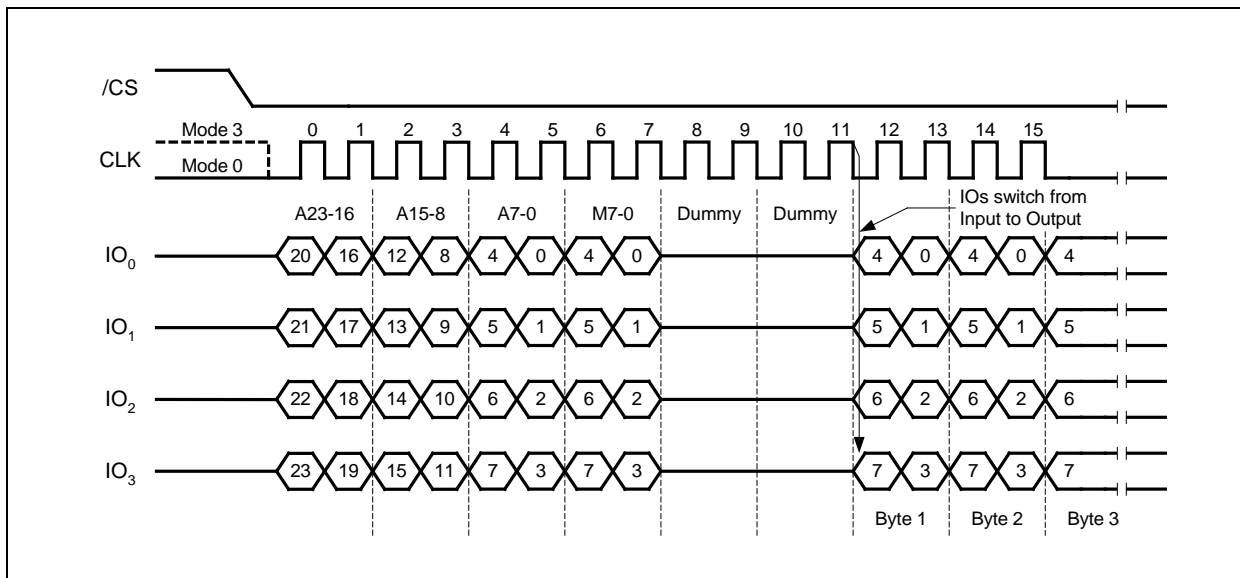 /CS
Mode 3 0 1 2 3 4 5 6 7 8 9 10 11 12 13 14 15
CLK
Mode 0
IOs switch from
Input to Output
A23-16 A15-8 A7-0 M7-0 Dummy Dummy
IO0 20 16 12 8 4 0 4 0 4 0 4 0 4
IO1 21 17 13 9 5 1 5 1 5 1 5 1 5
IO2 22 18 14 10 6 2 6 2 6 2 6 2 6
IO3 23 19 15 11 7 3 7 3 7 3 7 3 7
Byte 1 Byte 2 Byte 3